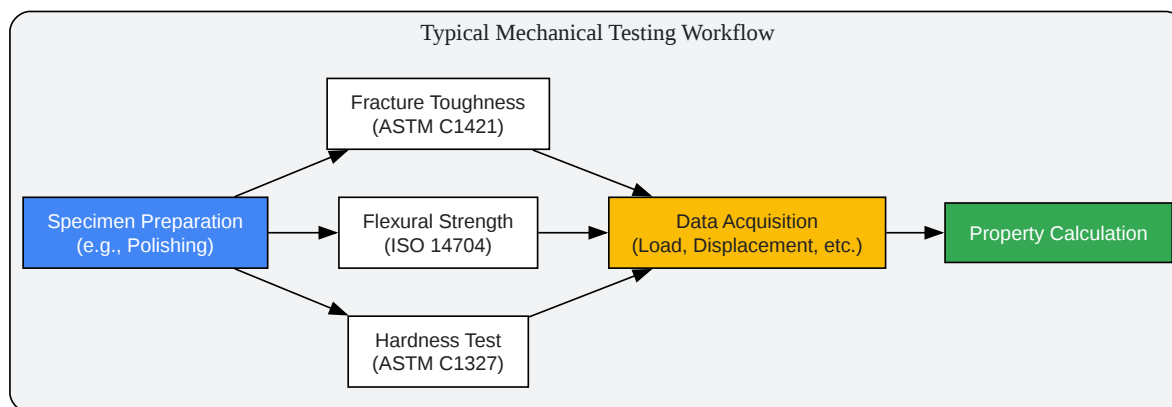 Typical Mechanical Testing Workflow
Fracture Toughness
(ASTM C1421)
Specimen Preparation
(e.g., Polishing)
Flexural Strength
(ISO 14704)
Data Acquisition
(Load, Displacement, etc.)
Property Calculation
Hardness Test
(ASTM C1327)